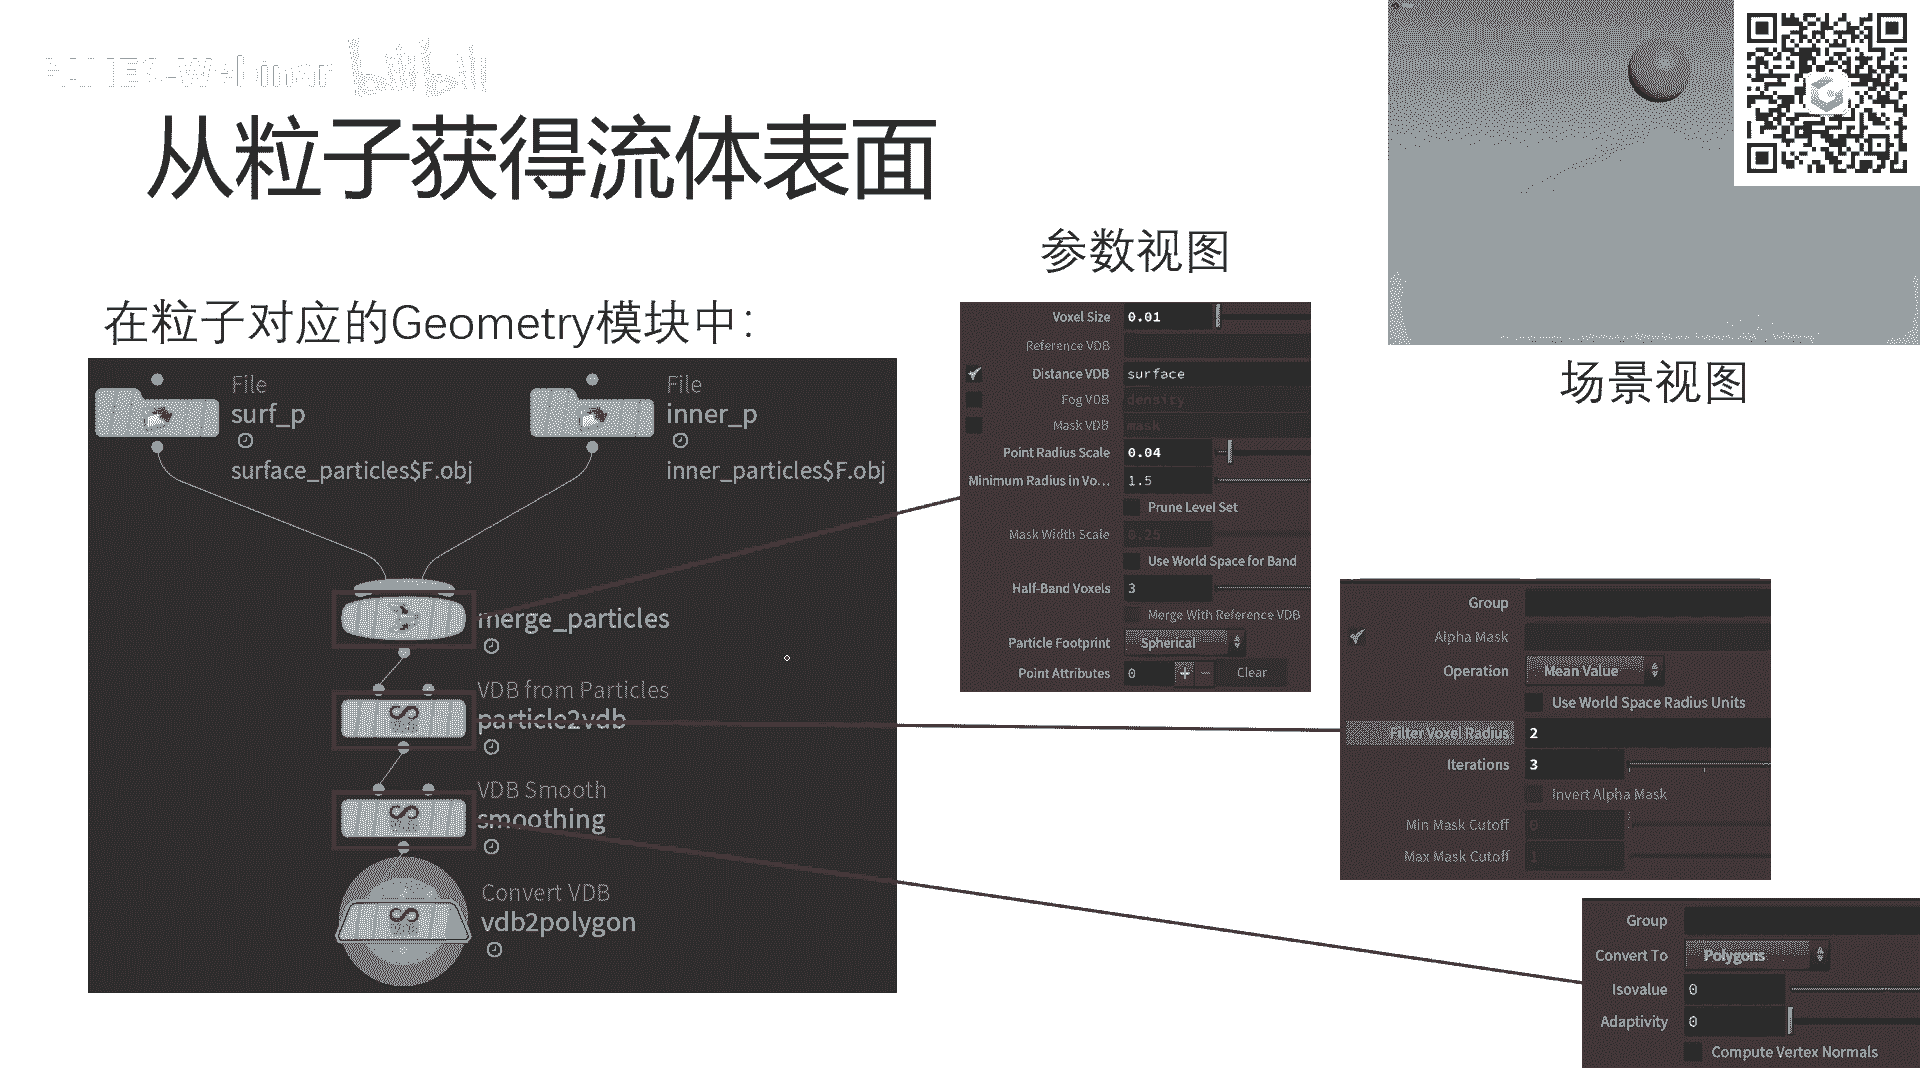 GAMES-Webinar bilibili
从粒子获得流体表面
参数视图
场景视图
在粒子对应的Geometry模块中：
File
surf_p
surface_particles$F.obj
File
inner_p
inner_particles$F.obj
merge_particles
VDB from Particles
particle2vdb
VDB Smooth
smoothing
Convert VDB
vdb2polygon
Voxel Size 0.01
Reference VDB
Distance VDB surface
Fog VDB density
Mask VDB mask
Point Radius Scale 0.04
Minimum Radius in Vo... 1.5
Prune Level Set
Mask Width Scale 0.25
Use World Space for Band
Half-Band Voxels 3
Merge With Reference VDB
Particle Footprint Spherical
Point Attributes 0 + − Clear
Group
Alpha Mask
Operation Mean Value
Use World Space Radius Units
Filter Voxel Radius 2
Iterations 3
Invert Alpha Mask
Min Mask Cutoff 0
Max Mask Cutoff 1
Group
Convert To Polygons
Isovalue 0
Adaptivity 0
Compute Vertex Normals